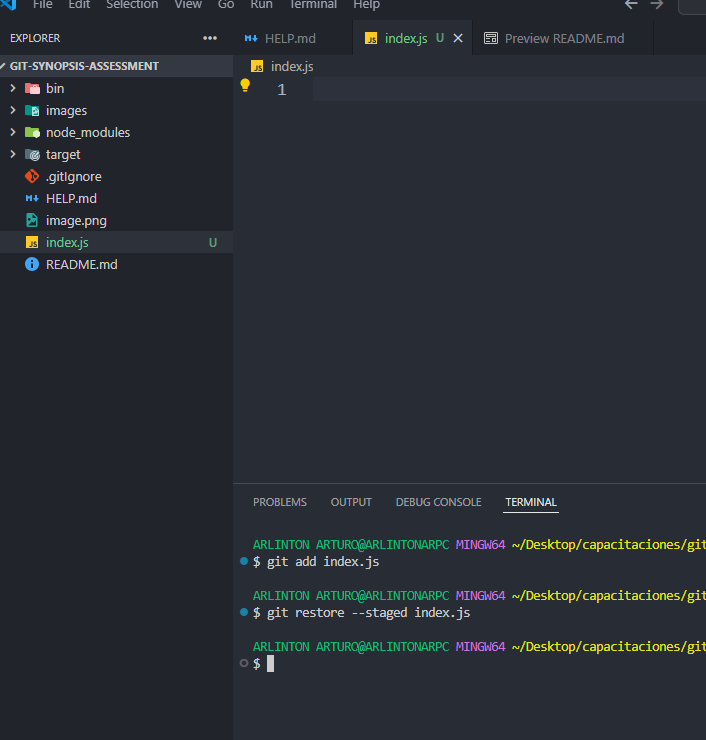 File Edit Selection View Go Run Terminal Help
EXPLORER
HELP.md
index.js U
Preview README.md
GIT-SYNOPSIS-ASSESSMENT
bin
images
node_modules
target
.gitIgnore
HELP.md
image.png
index.js U
README.md
index.js
1
PROBLEMS OUTPUT DEBUG CONSOLE TERMINAL
ARLINTON ARTURO@ARLINTONARPC MINGW64 ~/Desktop/capacitaciones/git
$ git add index.js
ARLINTON ARTURO@ARLINTONARPC MINGW64 ~/Desktop/capacitaciones/git
$ git restore --staged index.js
ARLINTON ARTURO@ARLINTONARPC MINGW64 ~/Desktop/capacitaciones/git
$